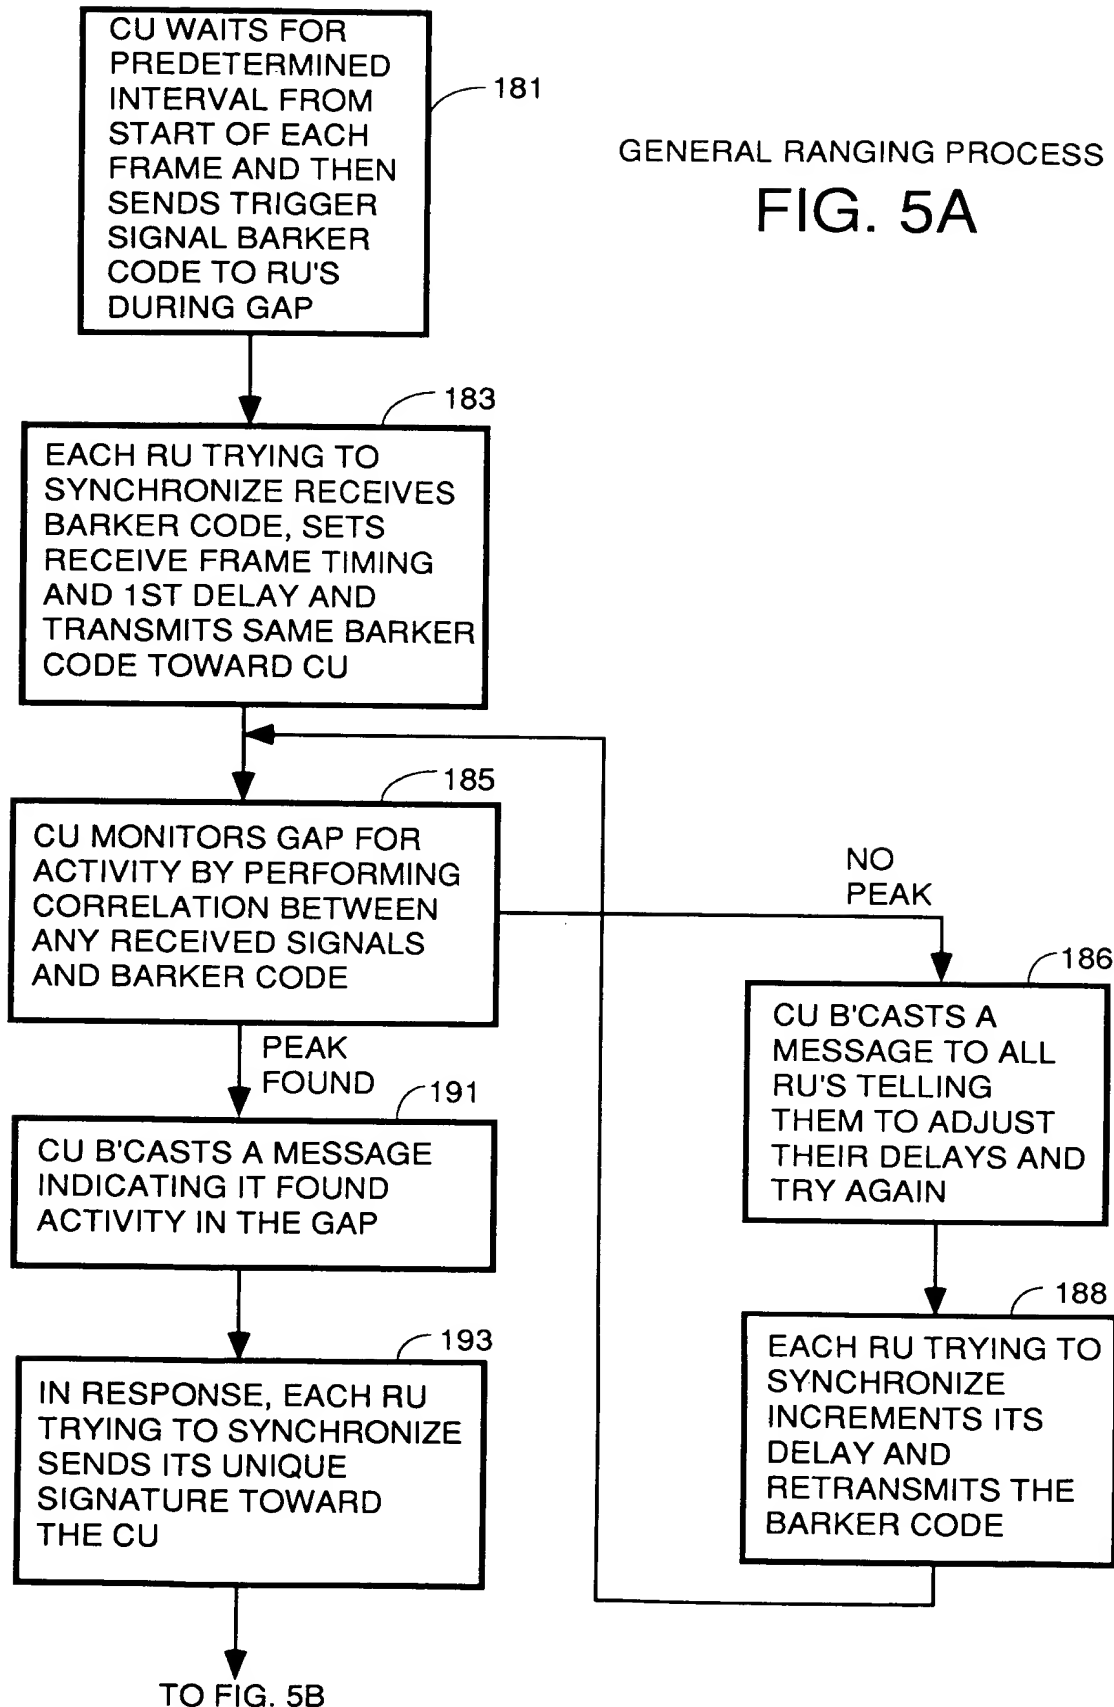 CU WAITS FOR
PREDETERMINED
INTERVAL FROM
START OF EACH
FRAME AND THEN
SENDS TRIGGER
SIGNAL BARKER
CODE TO RU'S
DURING GAP
181
GENERAL RANGING PROCESS
FIG. 5A
183
EACH RU TRYING TO
SYNCHRONIZE RECEIVES
BARKER CODE, SETS
RECEIVE FRAME TIMING
AND 1ST DELAY AND
TRANSMITS SAME BARKER
CODE TOWARD CU
185
CU MONITORS GAP FOR
ACTIVITY BY PERFORMING
CORRELATION BETWEEN
ANY RECEIVED SIGNALS
AND BARKER CODE
NO
PEAK
186
CU B'CASTS A
MESSAGE TO ALL
RU'S TELLING
THEM TO ADJUST
THEIR DELAYS AND
TRY AGAIN
188
EACH RU TRYING TO
SYNCHRONIZE
INCREMENTS ITS
DELAY AND
RETRANSMITS THE
BARKER CODE
PEAK
FOUND
191
CU B'CASTS A MESSAGE
INDICATING IT FOUND
ACTIVITY IN THE GAP
193
IN RESPONSE, EACH RU
TRYING TO SYNCHRONIZE
SENDS ITS UNIQUE
SIGNATURE TOWARD
THE CU
TO FIG. 5B